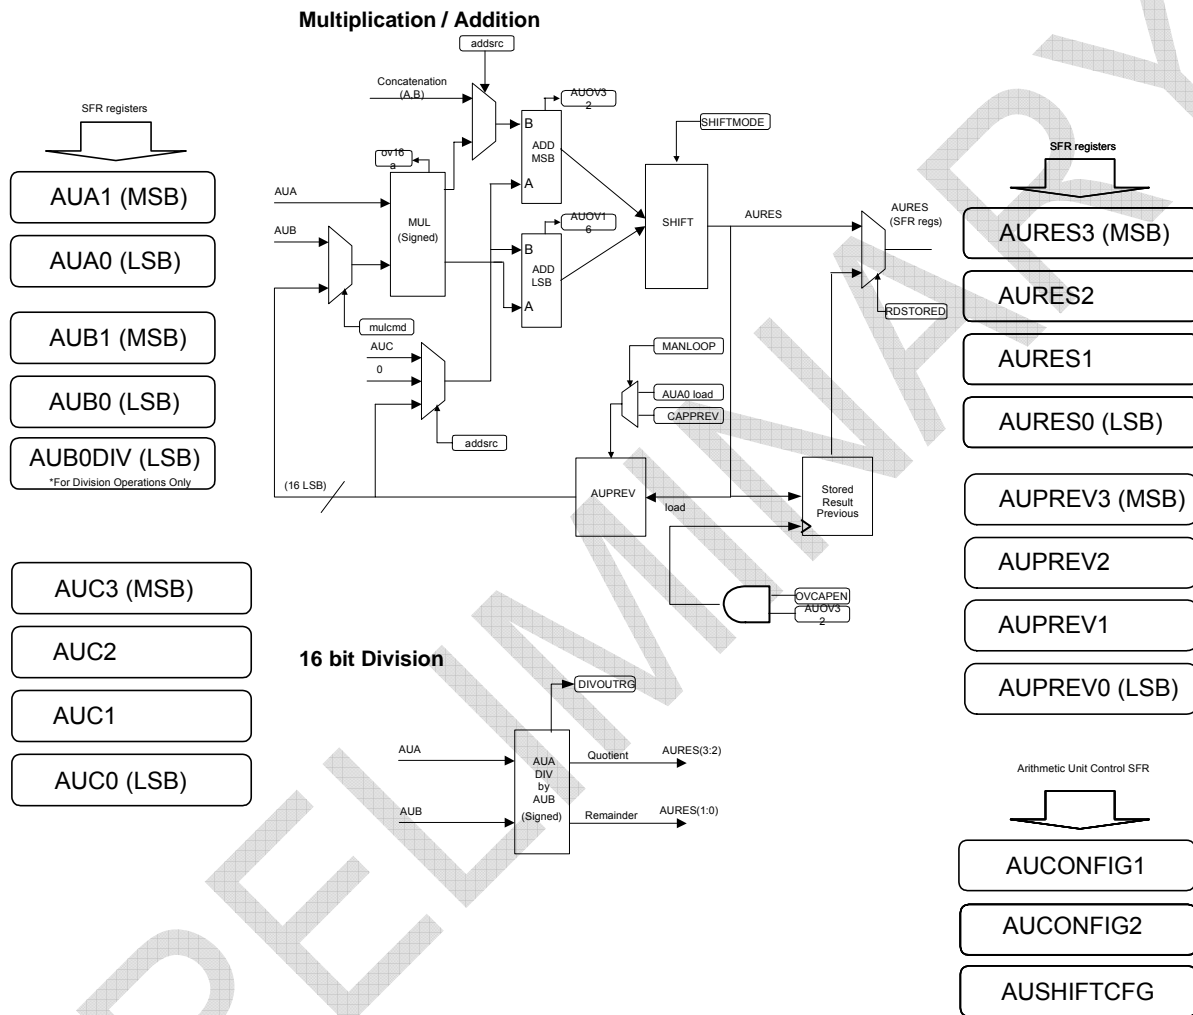 Multiplication / Addition
addsrc
Concatenation
(A,B)
SFR registers
AUA1 (MSB)
AUA0 (LSB)
AUB1 (MSB)
AUB0 (LSB)
AUB0DIV (LSB)
*For Division Operations Only
AUC3 (MSB)
AUC2
AUC1
AUC0 (LSB)
AUOV3
2
B
ADD
MSB
A
ov16
a
AUA
AUB
MUL
(Signed)
mulcmd
AUOV1
6
B
ADD
LSB
A
AUC
0
addsrc
SHIFTMODE
SHIFT
AURES
AURES
(SFR regs)
RDSTORED
MANLOOP
AUA0 load
CAPPREV
(16 LSB)
AUPREV
load
Stored
Result
Previous
OVCAPEN
AUOV3
2
16 bit Division
DIVOUTRG
AUA
AUB
AUA
DIV
by
AUB
(Signed)
Quotient
AURES(3:2)
Remainder
AURES(1:0)
SFR registers
AURES3 (MSB)
AURES2
AURES1
AURES0 (LSB)
AUPREV3 (MSB)
AUPREV2
AUPREV1
AUPREV0 (LSB)
Arithmetic Unit Control SFR
AUCONFIG1
AUCONFIG2
AUSHIFTCFG
PRELIMINARY